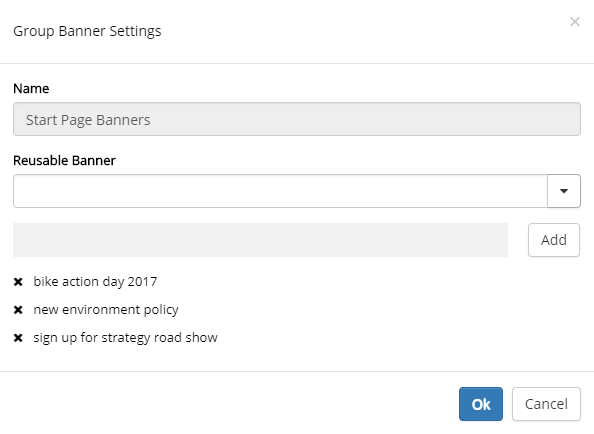 Group Banner Settings
×
Name
Start Page Banners
Reusable Banner
Add
bike action day 2017
new environment policy
sign up for strategy road show
Ok Cancel